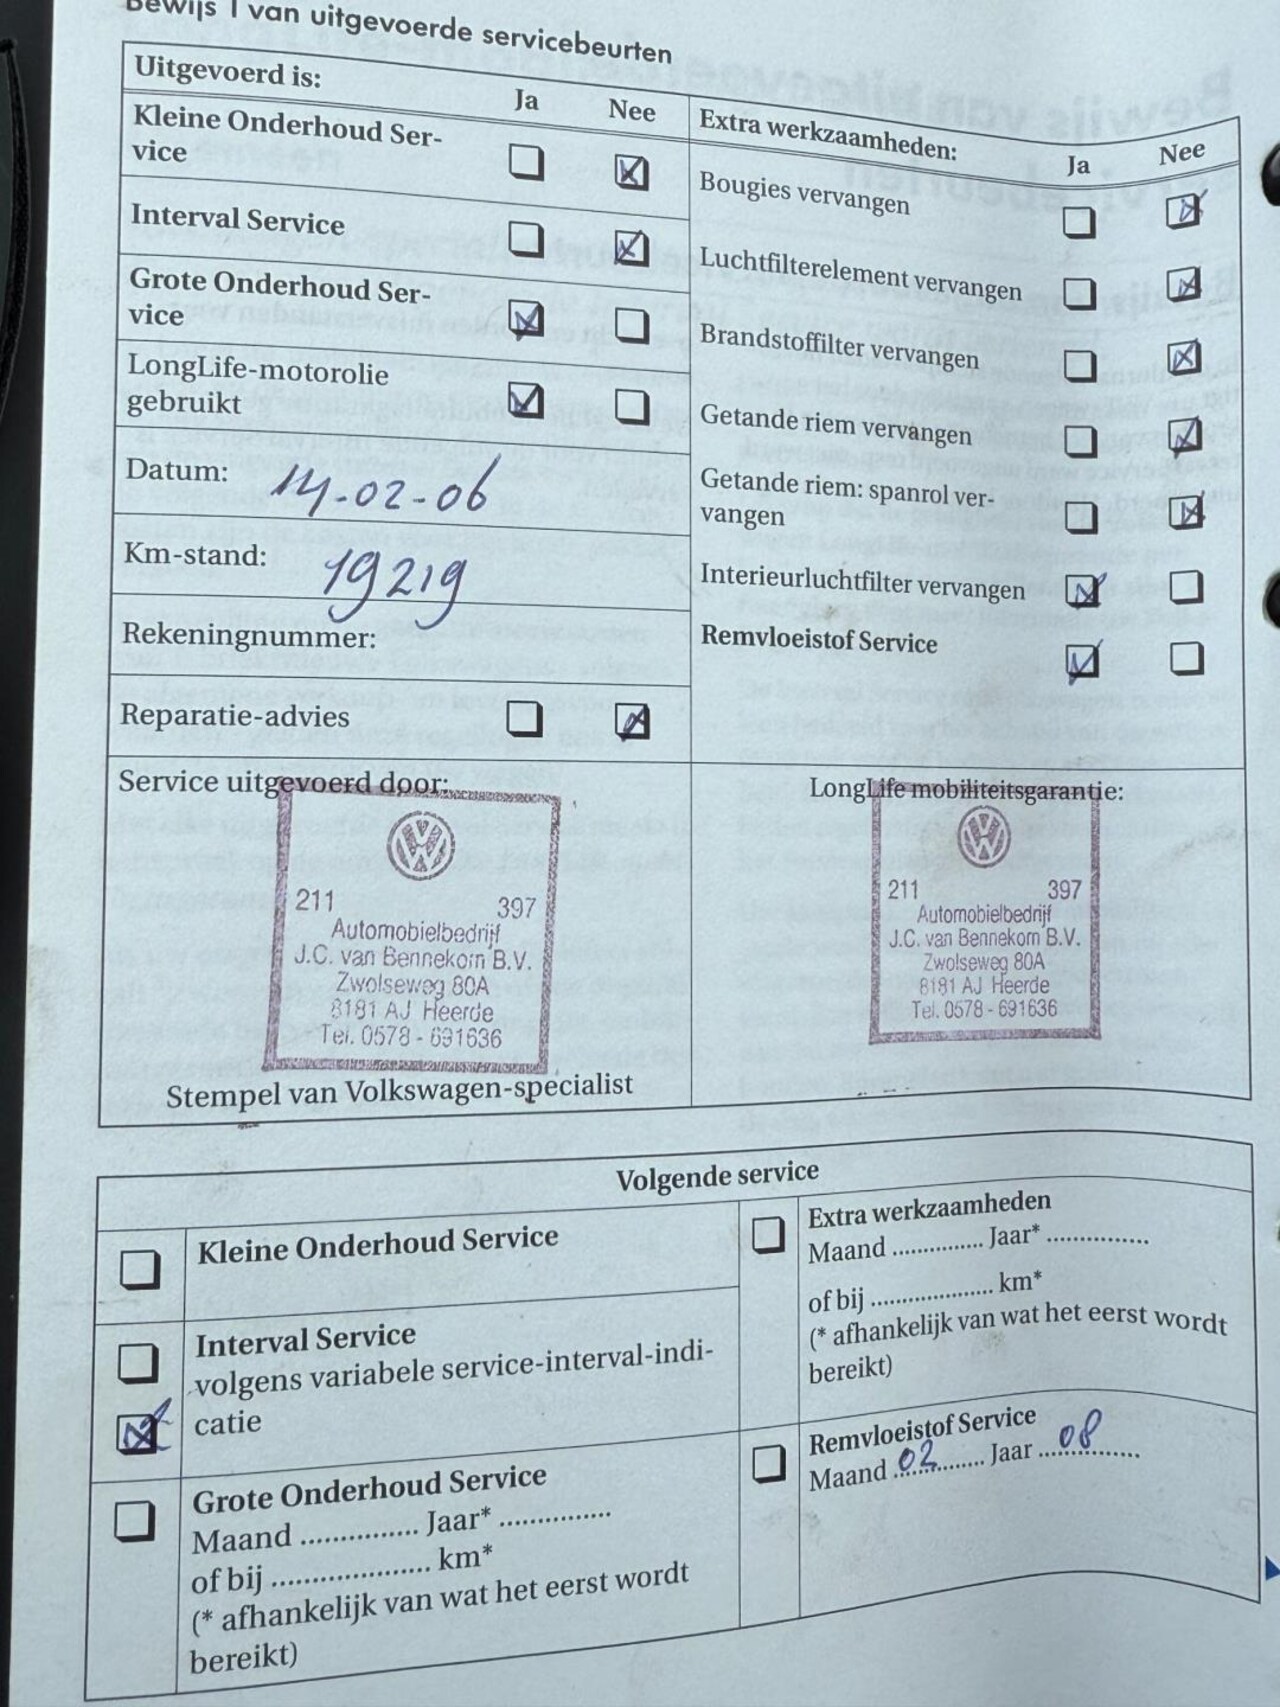 Bewijs 1 van uitgevoerde servicebeurten
Uitgevoerd is:
Ja Nee
Kleine Onderhoud Ser-
vice
Interval Service
Grote Onderhoud Ser-
vice
LongLife-motorolie
gebruikt
Datum: 14-02-06
Km-stand: 19219
Rekeningnummer:
Reparatie-advies
Extra werkzaamheden:
Ja Nee
Bougies vervangen
Luchtfilterelement vervangen
Brandstoffilter vervangen
Getande riem vervangen
Getande riem: spanrol ver-
vangen
Interieurluchtfilter vervangen
Remvloeistof Service
Service uitgevoerd door:
211 397
Automobielbedrijf
J.C. van Bennekom B.V.
Zwolseweg 80A
8181 AJ Heerde
Tel. 0578 - 691636
Stempel van Volkswagen-specialist
LongLife mobiliteitsgarantie:
211 397
Automobielbedrijf
J.C. van Bennekom B.V.
Zwolseweg 80A
8181 AJ Heerde
Tel. 0578 - 691636
Volgende service
Kleine Onderhoud Service
Interval Service
volgens variabele service-interval-indi-
catie
Grote Onderhoud Service
Maand ............... Jaar* ..............
of bij .................... km*
(* afhankelijk van wat het eerst wordt
bereikt)
Extra werkzaamheden
Maand .............. Jaar* ...............
of bij .................... km*
(* afhankelijk van wat het eerst wordt
bereikt)
Remvloeistof Service
Maand 02 Jaar 08